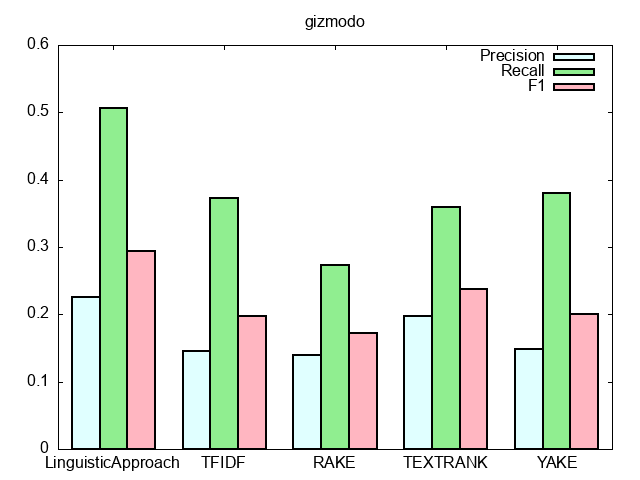 gizmodo
Precision
Recall
F1
0.6
0.5
0.4
0.3
0.2
0.1
0
LinguisticApproach TFIDF RAKE TEXTRANK YAKE